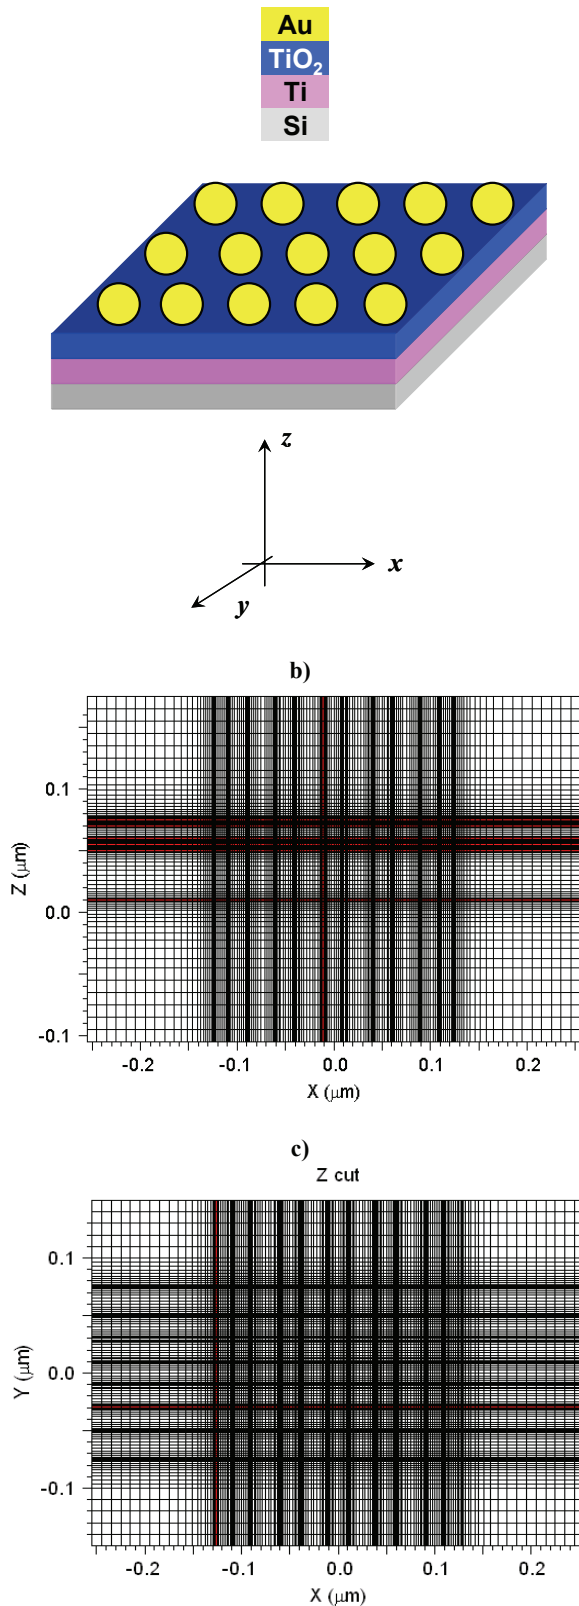 Au
TiO₂
Ti
Si
z
x
y
b)
0.1
0.0
-0.1
Z (μm)
-0.2 -0.1 0.0 0.1 0.2
X (μm)
c)
Z cut
0.1
0.0
-0.1
Y (μm)
-0.2 -0.1 0.0 0.1 0.2
X (μm)